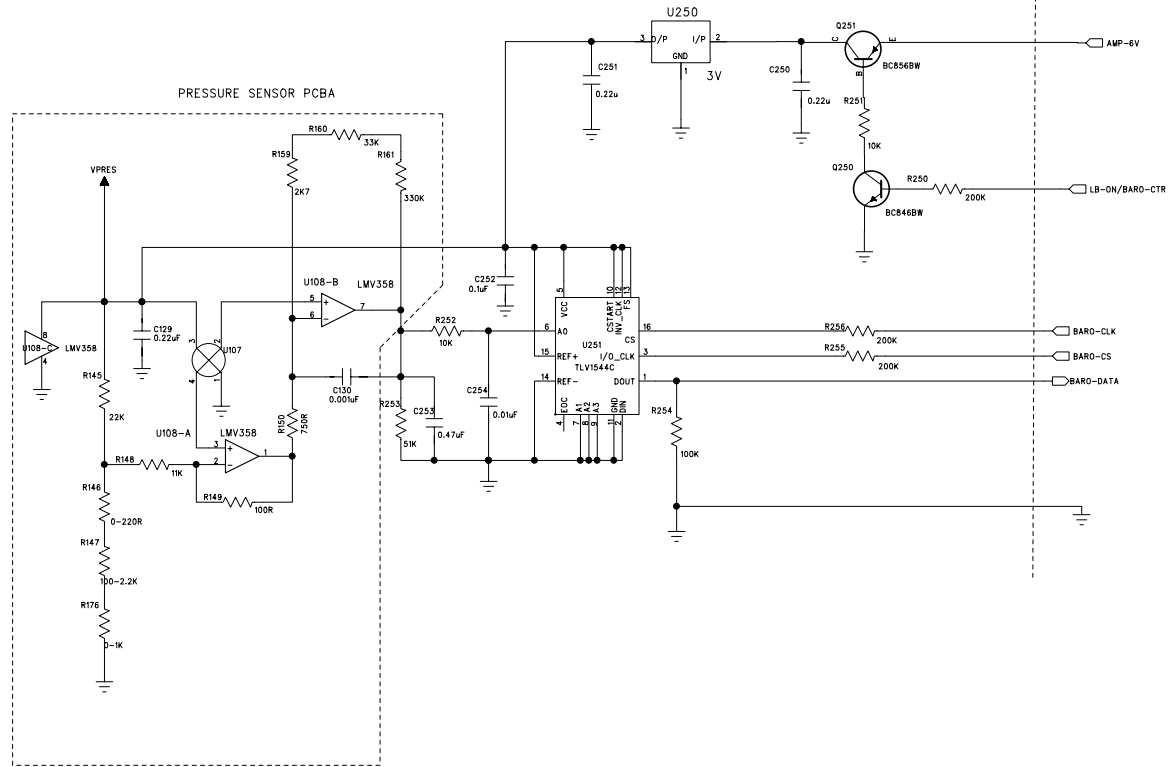 U250
Q251
3 O/P I/P 2
C E
AMP-6V
GND
C251
C250
BC856BW
1
3V
B
0.22u
0.22u
R251
PRESSURE SENSOR PCBA
R160
33K
10K
R159
R161
VPRES
Q250
R250
2K7
330K
200K
LB-ON/BARO-CTR
BC846BW
U108-B
LMV358
C252
0.1uF
5
10
12
13
VCC
CSTART
INV_CLK
FS
5 +
6 -
7
C129
0.22uF
R252
10K
6 A0
CS 16
R256
200K
BARO-CLK
8
U108-C
LMV358
4
3
2
U107
4
1
U251
TLV1544C
15 REF+
I/O_CLK 3
R255
200K
BARO-CS
R145
14 REF-
DOUT 1
BARO-DATA
C130
0.001uF
C254
0.01uF
R253
51K
C253
0.47uF
22K
R150
750R
EOC
A1
A2
A3
GND
DIN
4
7
8
9
11
2
R254
100K
U108-A
LMV358
3 +
2 -
1
R148
11K
R149
100R
R146
0-220R
R147
100-2.2K
R176
0-1K